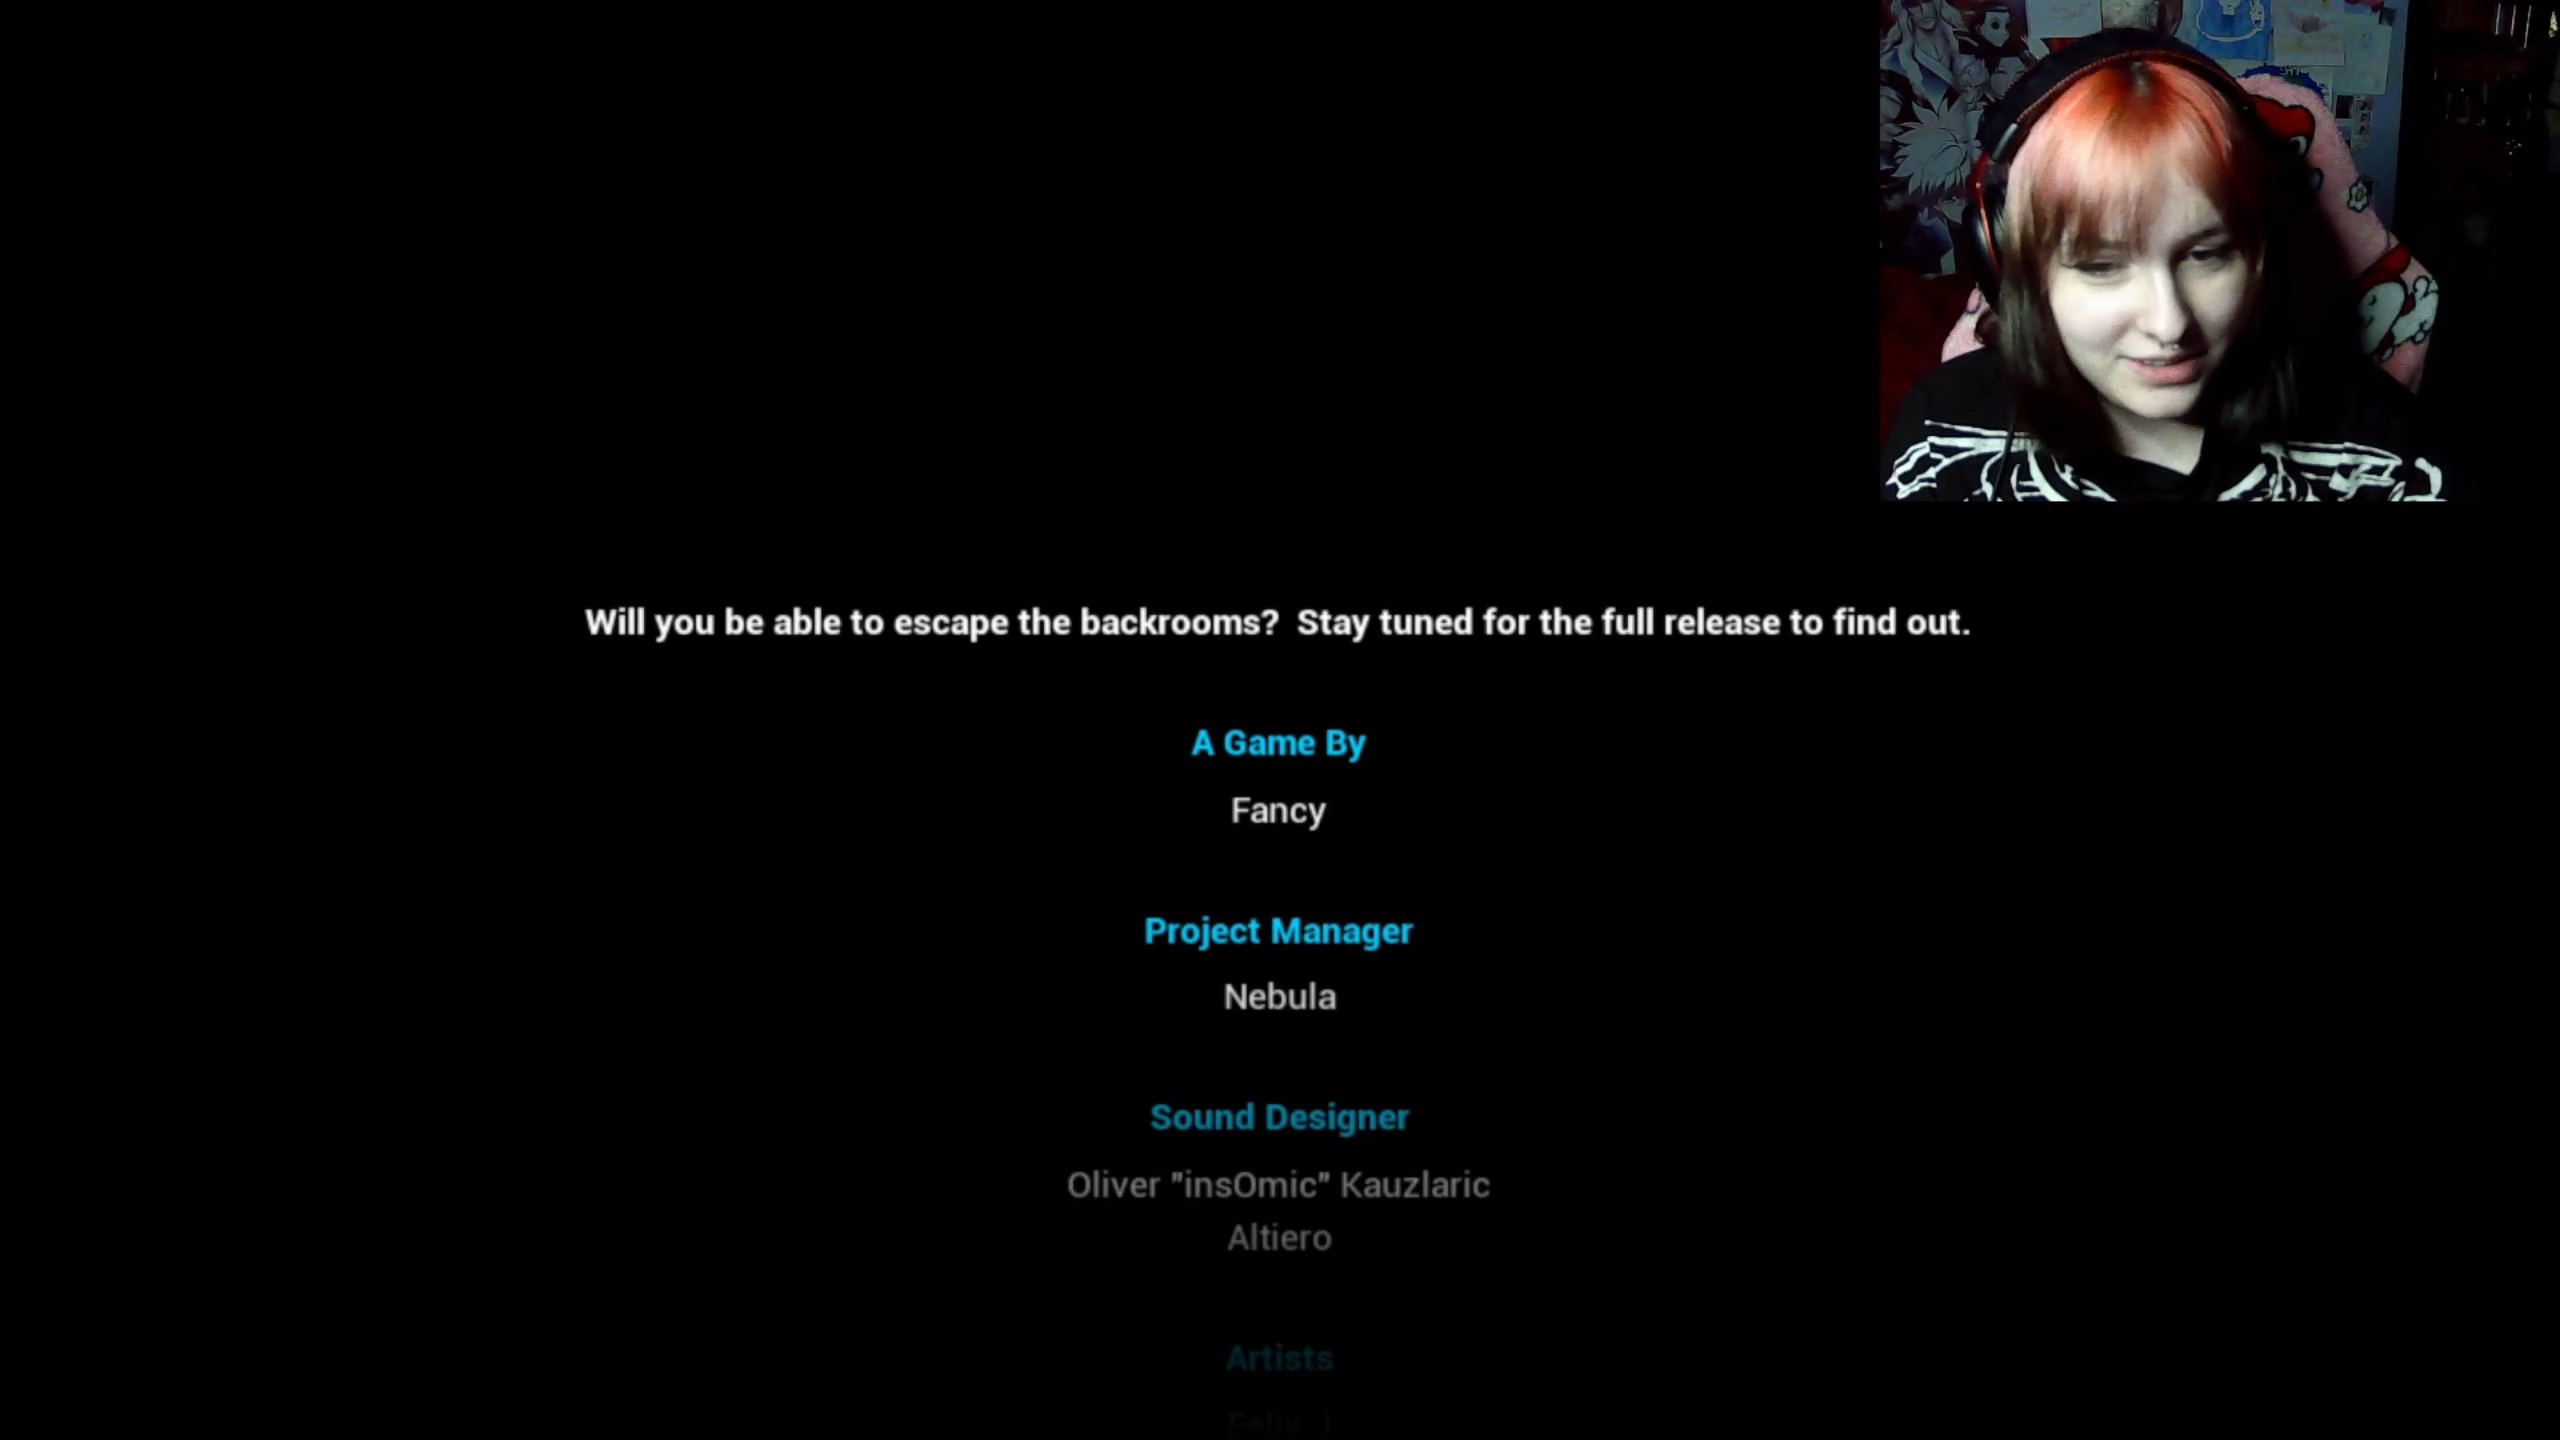 Will you be able to escape the backrooms?  Stay tuned for the full release to find out.
A Game By
Fancy
Project Manager
Nebula
Sound Designer
Oliver "insOmic" Kauzlaric
Altiero
Artists